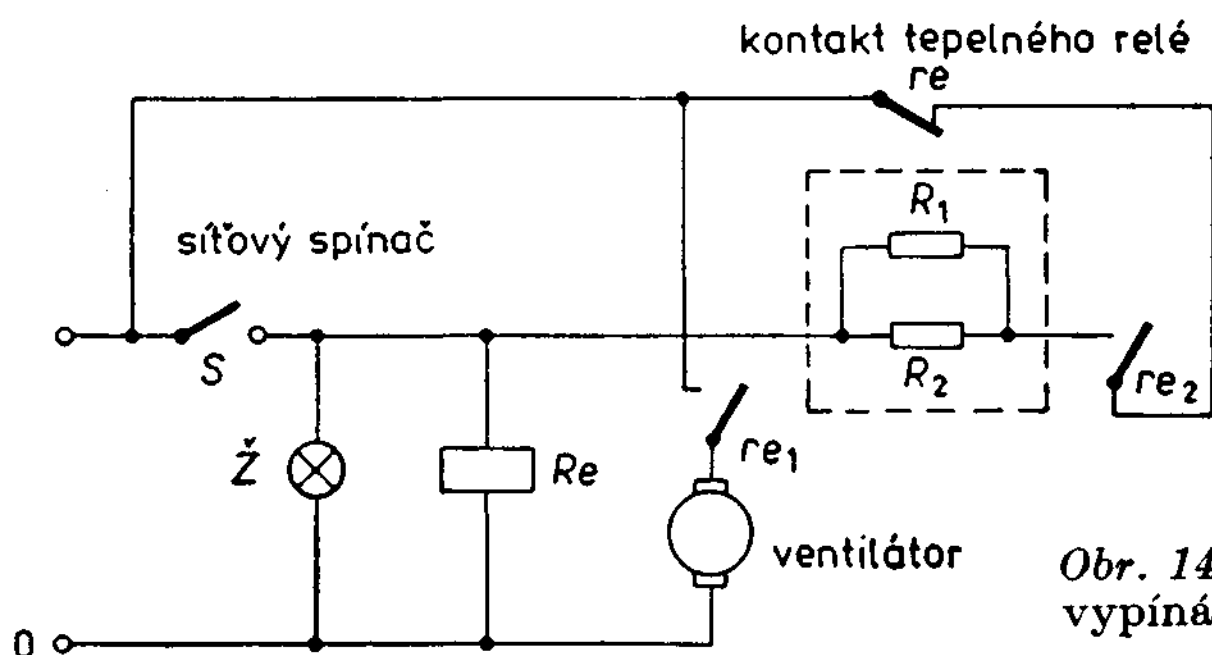 kontakt tepelného relé
re
R1
síťový spínač
S
R2
re2
re1
Ž
Re
ventilátor
Obr. 14
vypíná
0